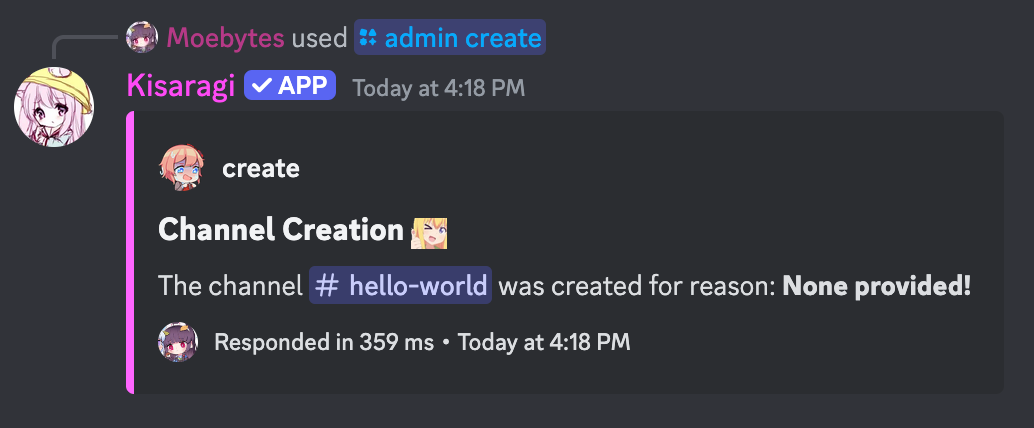 Moebytes used admin create
Kisaragi APP Today at 4:18 PM
create
Channel Creation
The channel # hello-world was created for reason: None provided!
Responded in 359 ms • Today at 4:18 PM